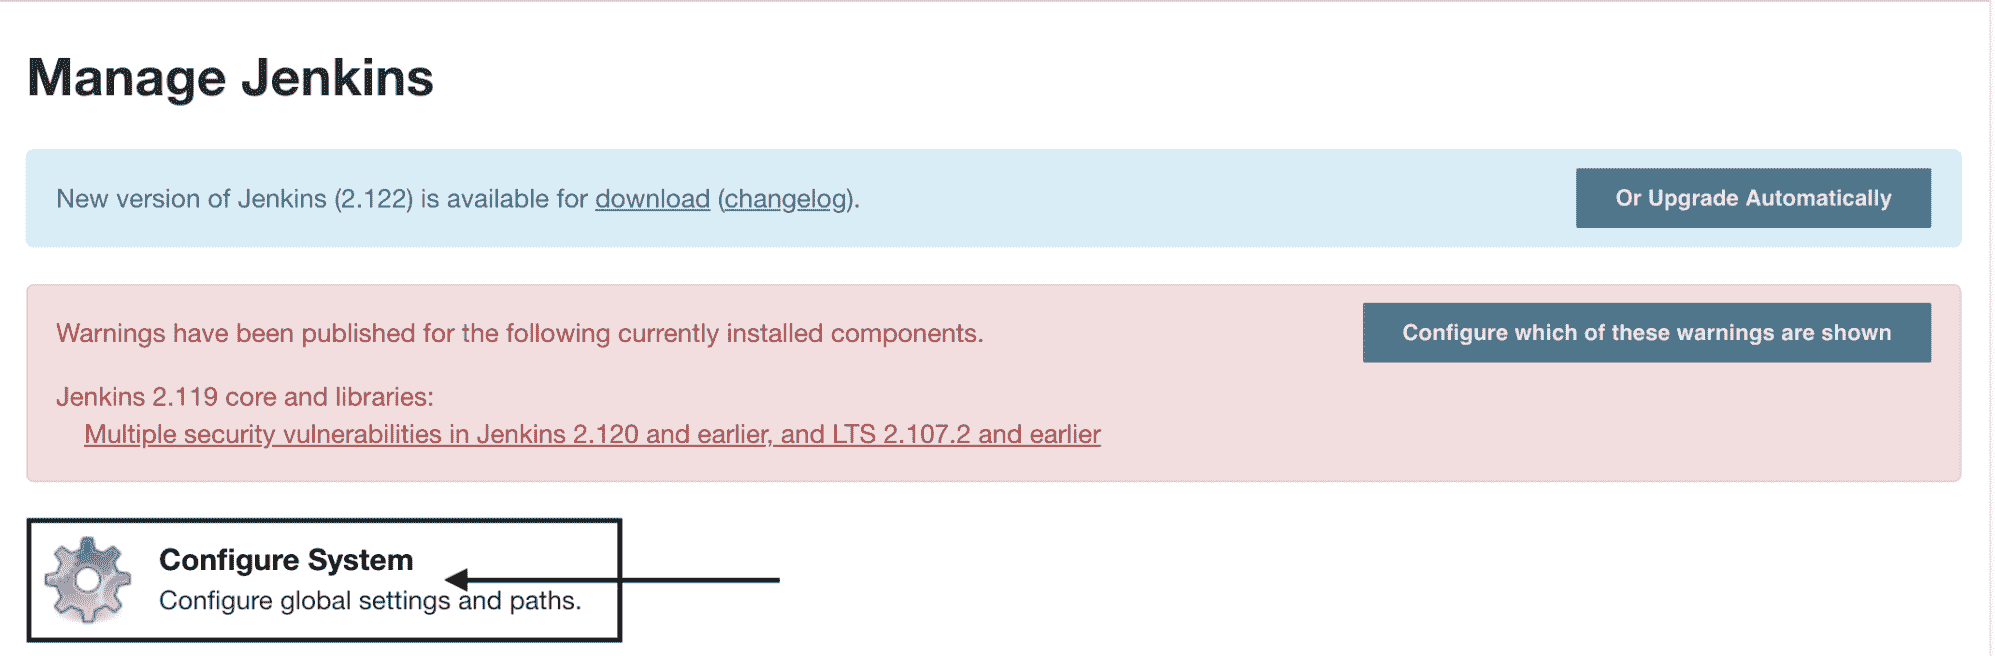 Manage Jenkins
New version of Jenkins (2.122) is available for download (changelog).
Or Upgrade Automatically
Warnings have been published for the following currently installed components.
Configure which of these warnings are shown
Jenkins 2.119 core and libraries:
Multiple security vulnerabilities in Jenkins 2.120 and earlier, and LTS 2.107.2 and earlier
Configure System
Configure global settings and paths.